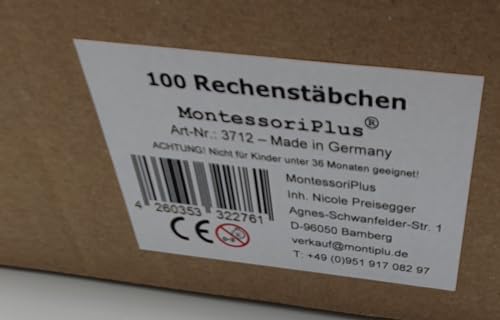 100 Rechenstäbchen
MontessoriPlus®
Art-Nr.: 3712 – Made in Germany
ACHTUNG! Nicht für Kinder unter 36 Monaten geeignet!
4 260353 322761
CE
0-3
MontessoriPlus
Inh. Nicole Preisegger
Agnes-Schwanfelder-Str. 1
D-96050 Bamberg
verkauf@montiplu.de
T: +49 (0)951 917 082 97